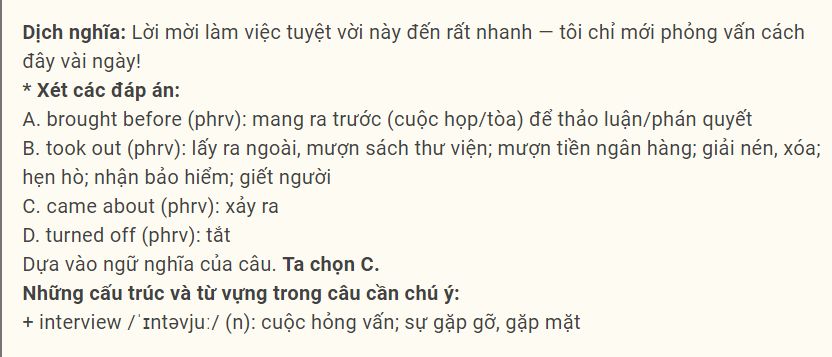 Dịch nghĩa: Lời mời làm việc tuyệt vời này đến rất nhanh — tôi chỉ mới phỏng vấn cách
đây vài ngày!
* Xét các đáp án:
A. brought before (phrv): mang ra trước (cuộc họp/tòa) để thảo luận/phán quyết
B. took out (phrv): lấy ra ngoài, mượn sách thư viện; mượn tiền ngân hàng; giải nén, xóa;
hẹn hò; nhận bảo hiểm; giết người
C. came about (phrv): xảy ra
D. turned off (phrv): tắt
Dựa vào ngữ nghĩa của câu. Ta chọn C.
Những cấu trúc và từ vựng trong câu cần chú ý:
+ interview /ˈɪntəvjuː/ (n): cuộc hỏng vấn; sự gặp gỡ, gặp mặt